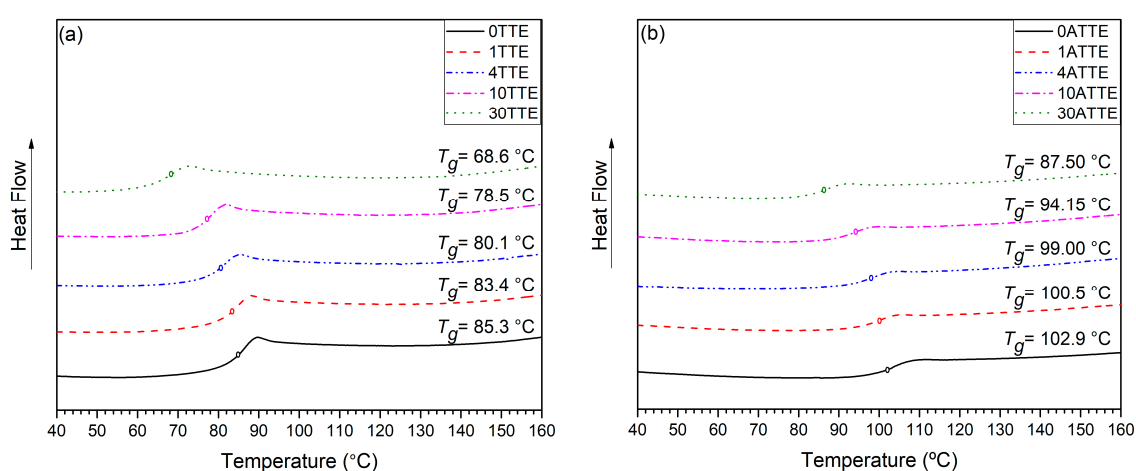 (a)
0TTE
1TTE
4TTE
10TTE
30TTE
Tg= 68.6 °C
Tg= 78.5 °C
Tg= 80.1 °C
Tg= 83.4 °C
Tg= 85.3 °C
Heat Flow
40 50 60 70 80 90 100 110 120 130 140 150 160
Temperature (°C)
(b)
0ATTE
1ATTE
4ATTE
10ATTE
30ATTE
Tg= 87.50 °C
Tg= 94.15 °C
Tg= 99.00 °C
Tg= 100.5 °C
Tg= 102.9 °C
Heat Flow
40 50 60 70 80 90 100 110 120 130 140 150 160
Temperature (ºC)